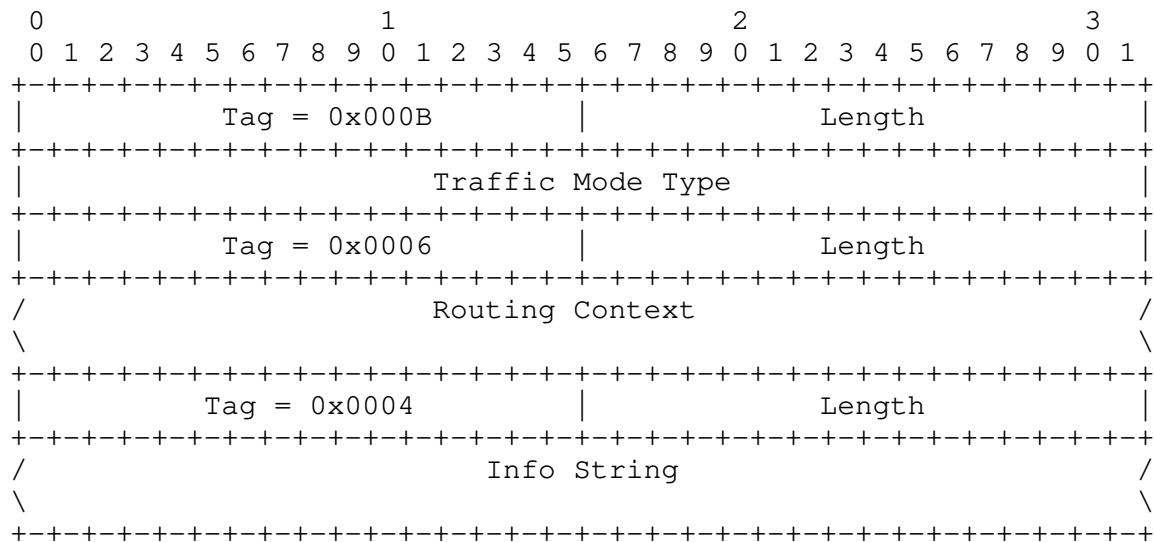 0                   1                   2                   3
 0 1 2 3 4 5 6 7 8 9 0 1 2 3 4 5 6 7 8 9 0 1 2 3 4 5 6 7 8 9 0 1
+-+-+-+-+-+-+-+-+-+-+-+-+-+-+-+-+-+-+-+-+-+-+-+-+-+-+-+-+-+-+-+-+
|           Tag = 0x000B        |             Length            |
+-+-+-+-+-+-+-+-+-+-+-+-+-+-+-+-+-+-+-+-+-+-+-+-+-+-+-+-+-+-+-+-+
|                       Traffic Mode Type                       |
+-+-+-+-+-+-+-+-+-+-+-+-+-+-+-+-+-+-+-+-+-+-+-+-+-+-+-+-+-+-+-+-+
|           Tag = 0x0006        |             Length            |
+-+-+-+-+-+-+-+-+-+-+-+-+-+-+-+-+-+-+-+-+-+-+-+-+-+-+-+-+-+-+-+-+
/                       Routing Context                         /
\                                                               \
+-+-+-+-+-+-+-+-+-+-+-+-+-+-+-+-+-+-+-+-+-+-+-+-+-+-+-+-+-+-+-+-+
|          Tag = 0x0004         |             Length            |
+-+-+-+-+-+-+-+-+-+-+-+-+-+-+-+-+-+-+-+-+-+-+-+-+-+-+-+-+-+-+-+-+
/                          Info String                          /
\                                                               \
+-+-+-+-+-+-+-+-+-+-+-+-+-+-+-+-+-+-+-+-+-+-+-+-+-+-+-+-+-+-+-+-+